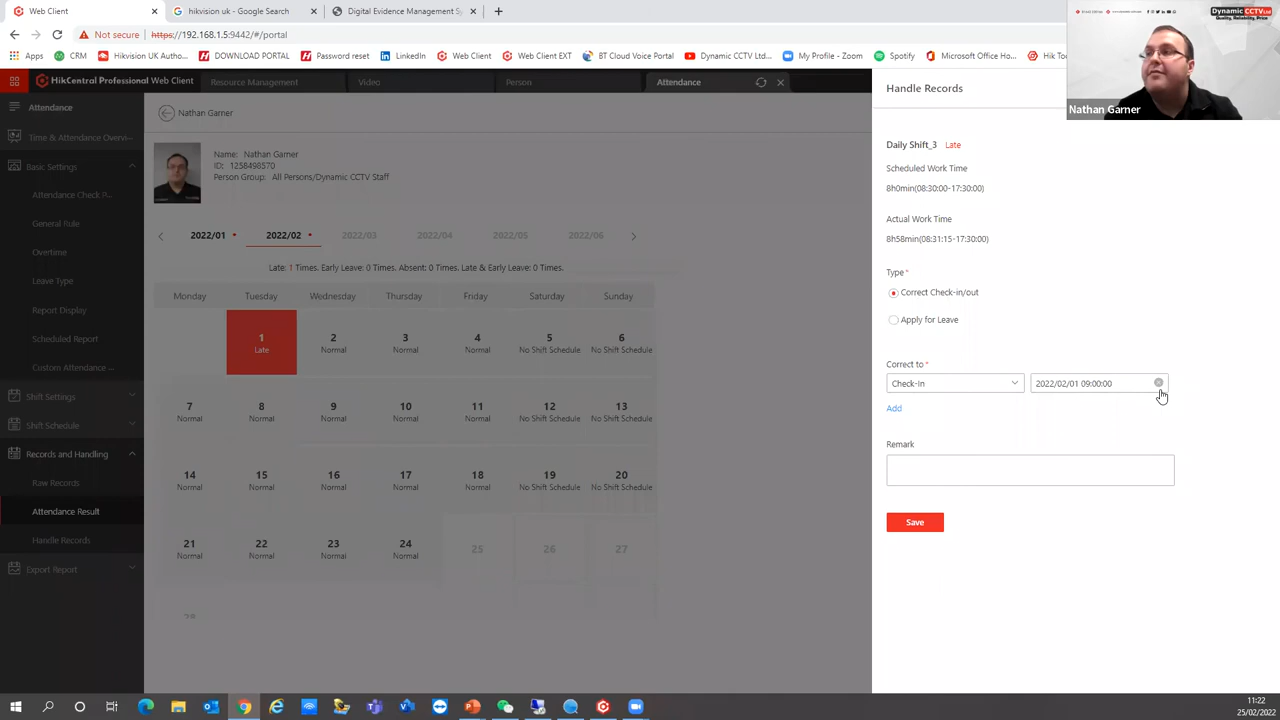 Web Client
hikvision uk - Google Search
Digital Evidence Management Sy
Not secure
https://192.168.1.5:9442/#/portal
Apps
CRM
Hikvision UK Autho...
DOWNLOAD PORTAL
Password reset
LinkedIn
Web Client
Web Client EXT
BT Cloud Voice Portal
Dynamic CCTV Ltd...
My Profile - Zoom
Spotify
Microsoft Office Ho...
Hik To
Dynamic CCTV Ltd
Quality, Reliability, Price
Nathan Garner
HikCentral Professional Web Client
Resource Management
Video
Person
Attendance
Attendance
Time & Attendance Overvi...
Basic Settings
Attendance Check P...
General Rule
Overtime
Leave Type
Report Display
Scheduled Report
Custom Attendance ...
Shift Settings
Shift Schedule
Records and Handling
Raw Records
Attendance Result
Handle Records
Export Report
Nathan Garner
Name: Nathan Garner
ID: 1258498570
Person Group: All Persons/Dynamic CCTV Staff
2022/01 2022/02 2022/03 2022/04 2022/05 2022/06
Late: 1 Times. Early Leave: 0 Times. Absent: 0 Times. Late & Early Leave: 0 Times.
Monday Tuesday Wednesday Thursday Friday Saturday Sunday
1 2 3 4 5 6
Late Normal Normal Normal No Shift Schedule No Shift Schedule
7 8 9 10 11 12 13
Normal Normal Normal Normal Normal No Shift Schedule No Shift Schedule
14 15 16 17 18 19 20
Normal Normal Normal Normal Normal No Shift Schedule No Shift Schedule
21 22 23 24 25 26 27
Normal Normal Normal Normal
28
Handle Records
Daily Shift_3 Late
Scheduled Work Time
8h0min(08:30:00-17:30:00)
Actual Work Time
8h58min(08:31:15-17:30:00)
Type*
Correct Check-in/out
Apply for Leave
Correct to*
Check-In
2022/02/01 09:00:00
Add
Remark
Save
11:22
25/02/2022